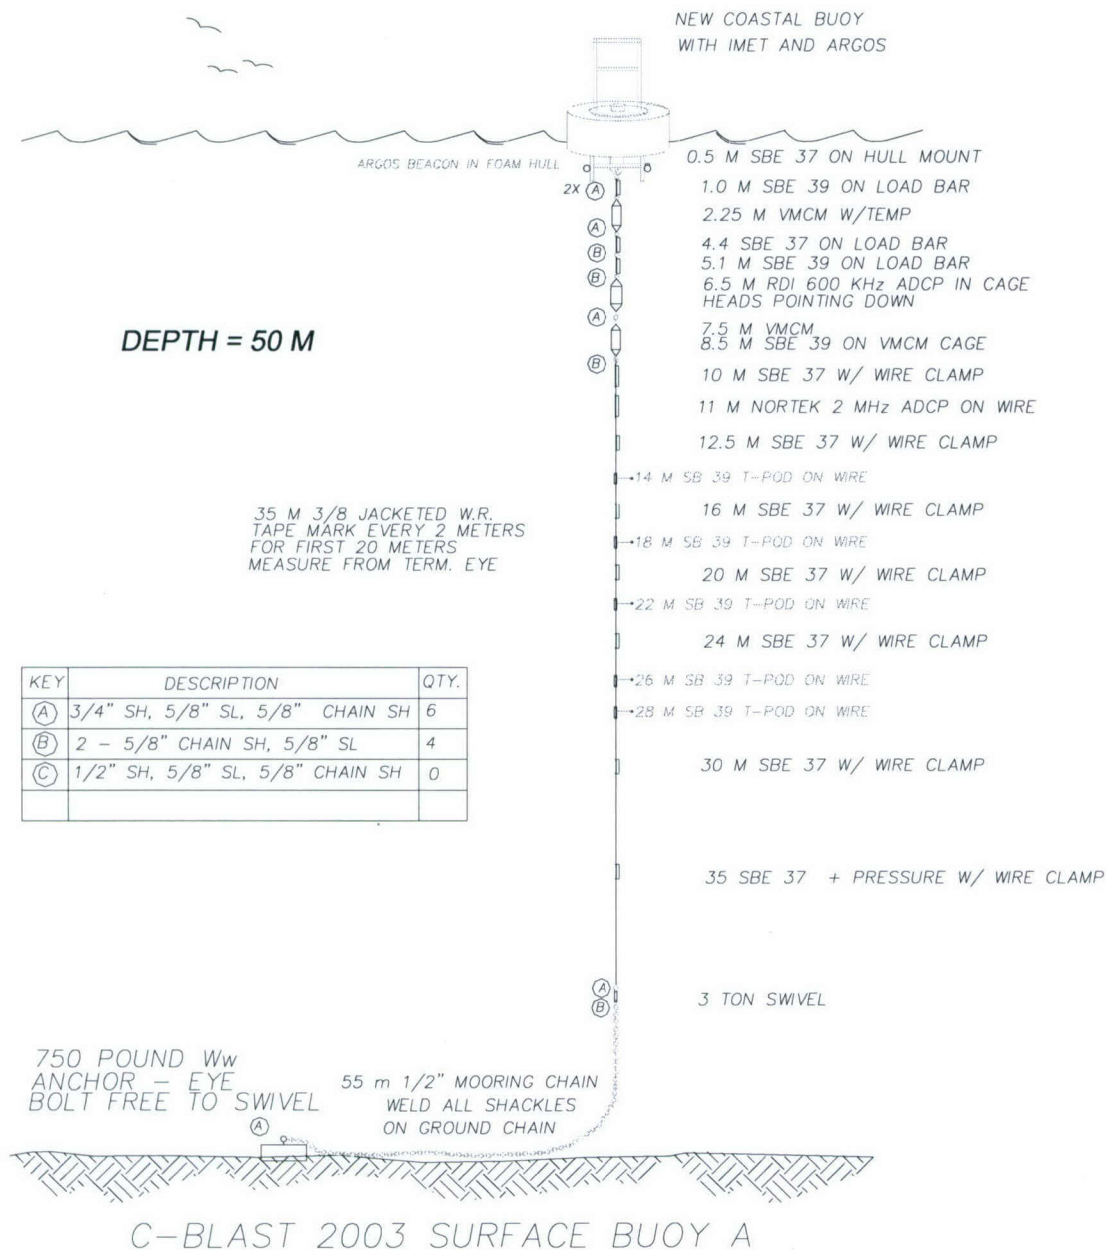 NEW COASTAL BUOY
WITH IMET AND ARGOS
ARGOS BEACON IN FOAM HULL
0.5 M SBE 37 ON HULL MOUNT
2X A
1.0 M SBE 39 ON LOAD BAR
2.25 M VMCM W/TEMP
A
4.4 SBE 37 ON LOAD BAR
B
5.1 M SBE 39 ON LOAD BAR
B
6.5 M RDI 600 KHz ADCP IN CAGE
HEADS POINTING DOWN
A
7.5 M VMCM
8.5 M SBE 39 ON VMCM CAGE
B
DEPTH = 50 M
10 M SBE 37 W/ WIRE CLAMP
11 M NORTEK 2 MHz ADCP ON WIRE
12.5 M SBE 37 W/ WIRE CLAMP
14 M SB 39 T-POD ON WIRE
16 M SBE 37 W/ WIRE CLAMP
18 M SB 39 T-POD ON WIRE
20 M SBE 37 W/ WIRE CLAMP
22 M SB 39 T-POD ON WIRE
24 M SBE 37 W/ WIRE CLAMP
26 M SB 39 T-POD ON WIRE
28 M SB 39 T-POD ON WIRE
30 M SBE 37 W/ WIRE CLAMP
35 SBE 37 + PRESSURE W/ WIRE CLAMP
35 M 3/8 JACKETED W.R.
TAPE MARK EVERY 2 METERS
FOR FIRST 20 METERS
MEASURE FROM TERM. EYE
KEY DESCRIPTION QTY.
A 3/4" SH, 5/8" SL, 5/8" CHAIN SH 6
B 2 - 5/8" CHAIN SH, 5/8" SL 4
C 1/2" SH, 5/8" SL, 5/8" CHAIN SH 0
A
B
3 TON SWIVEL
750 POUND Ww
ANCHOR - EYE
BOLT FREE TO SWIVEL
A
55 m 1/2" MOORING CHAIN
WELD ALL SHACKLES
ON GROUND CHAIN
C-BLAST 2003 SURFACE BUOY A